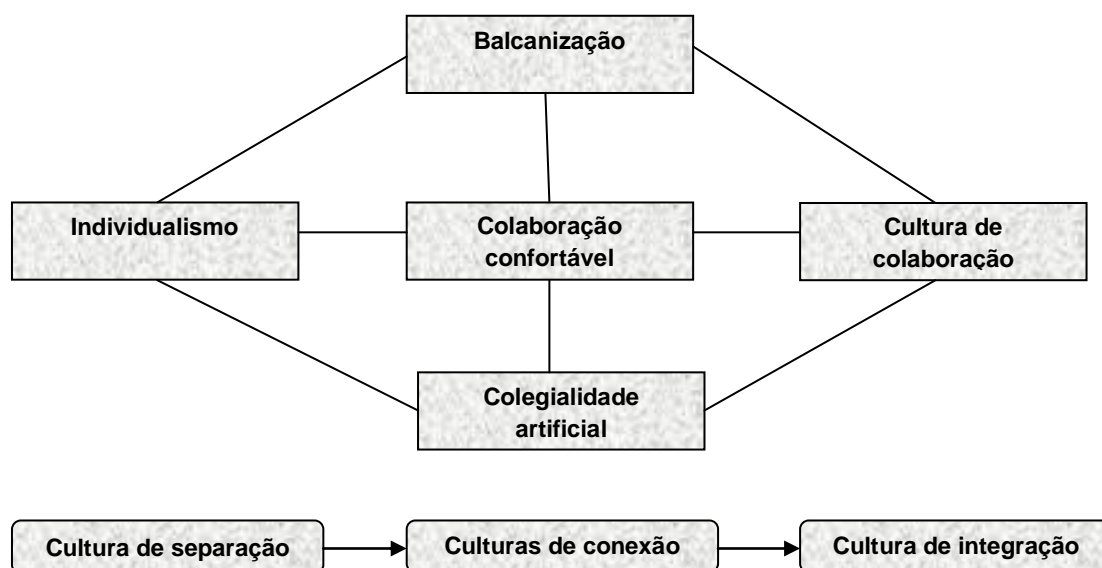 Balcanização
Individualismo
Colaboração
confortável
Cultura de
colaboração
Colegialidade
artificial
Cultura de separação
Culturas de conexão
Cultura de integração